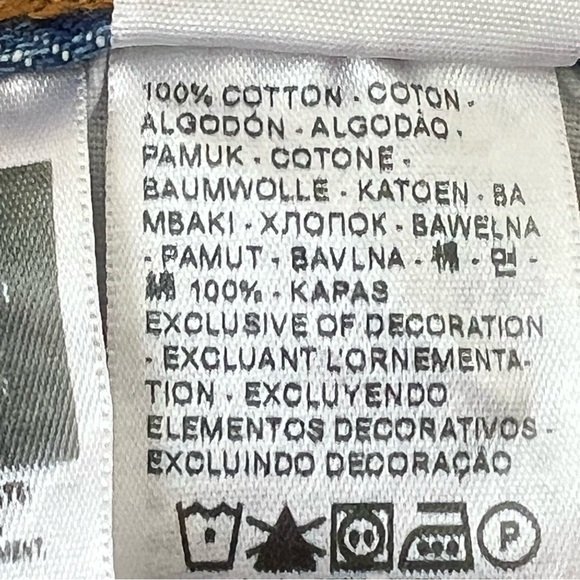 100% COTTON - COTON -
ALGODÓN - ALGODÃO -
PAMUK - COTONE -
BAUMWOLLE - KATOEN - BA
MBAKI - ХЛОПОК - BAWEŁNA
- PAMUT - BAVLNA - 棉 - 면 -
綿 100% - KAPAS
EXCLUSIVE OF DECORATION
- EXCLUANT L'ORNEMENTA-
TION - EXCLUYENDO
ELEMENTOS DECORATIVOS -
EXCLUINDO DECORAÇÃO
P